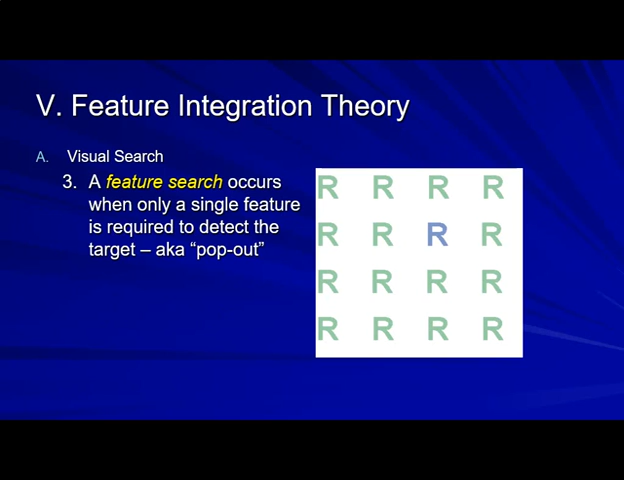 V. Feature Integration Theory
A. Visual Search
3. A feature search occurs
when only a single feature
is required to detect the
target – aka “pop-out”
R R R R
R R R R
R R R R
R R R R